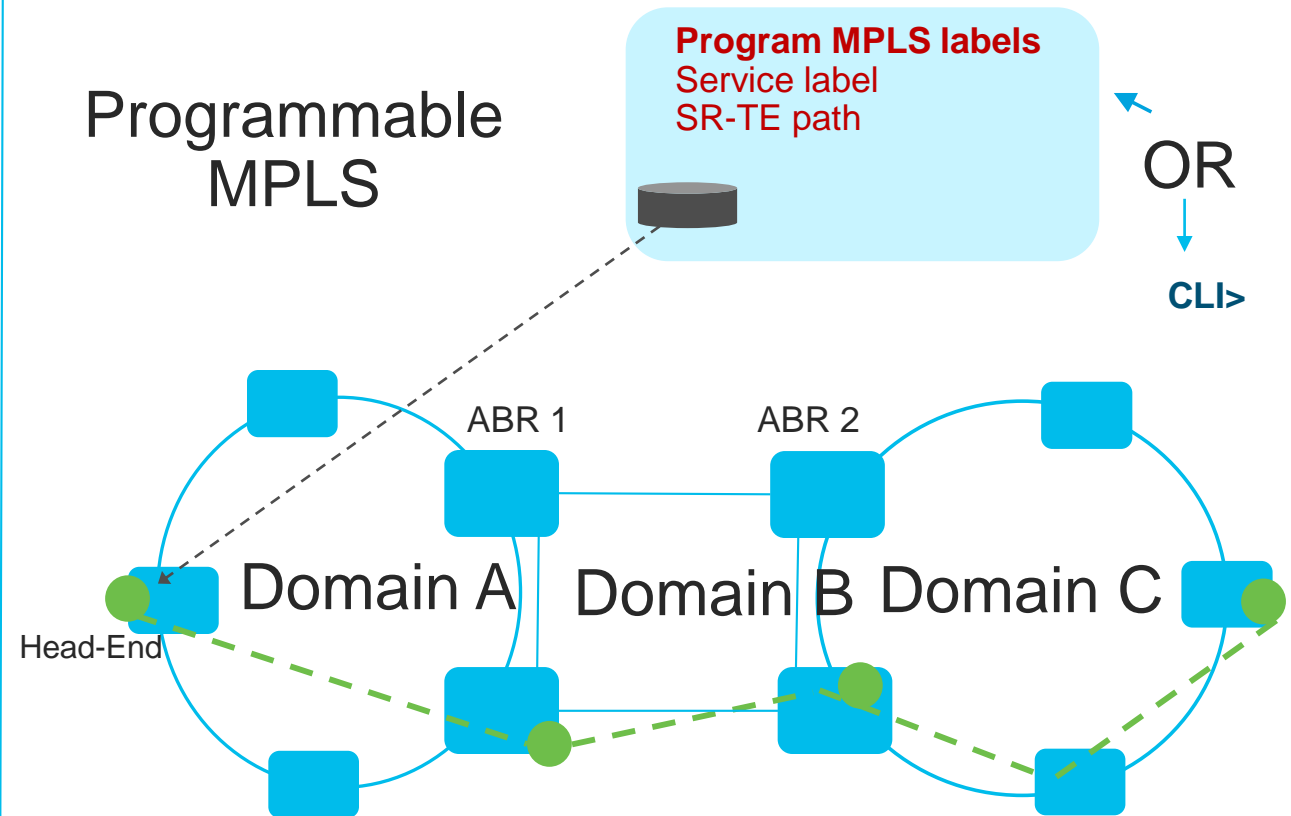 Programmable
MPLS
Program MPLS labels
Service label
SR-TE path
OR
CLI>
ABR 1
ABR 2
Domain A
Domain B
Domain C
Head-End